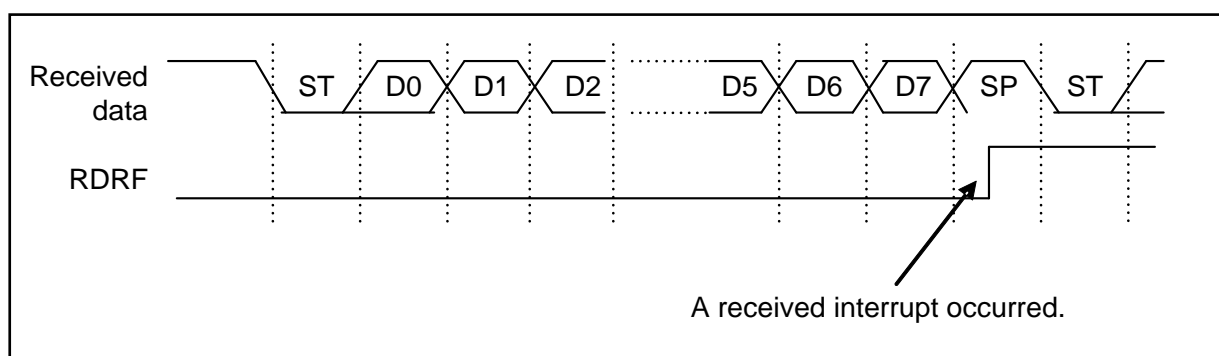 Received data
ST D0 D1 D2 D5 D6 D7 SP ST
RDRF
A received interrupt occurred.